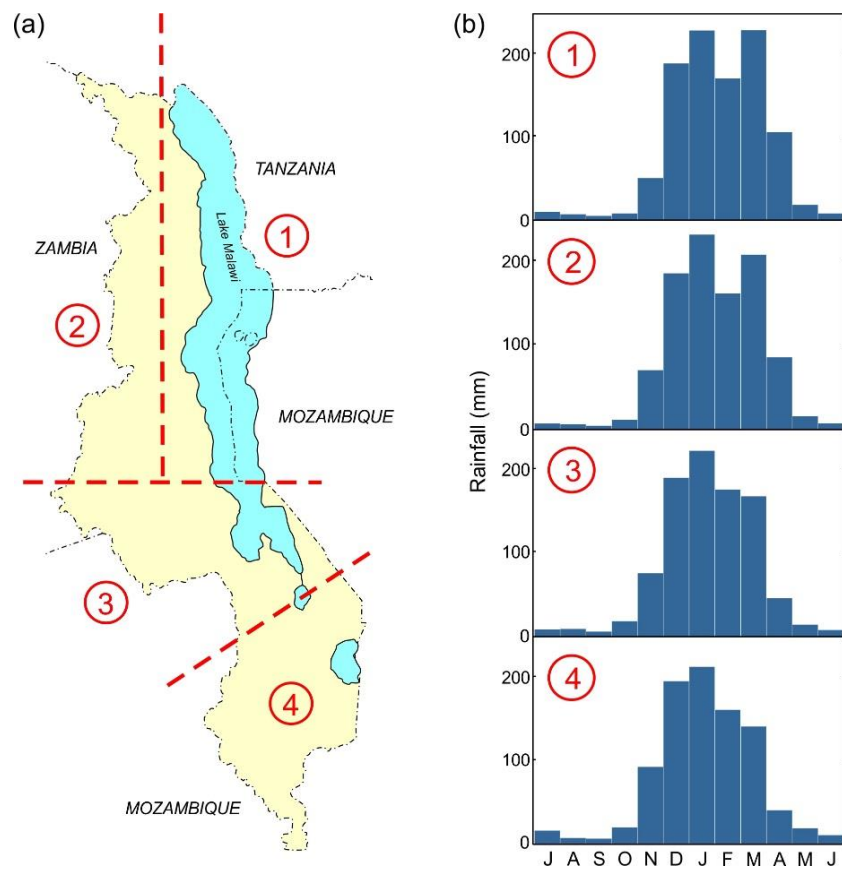 (a)
TANZANIA
1
Lake Malawi
ZAMBIA
2
MOZAMBIQUE
3
4
MOZAMBIQUE
(b)
Rainfall (mm)
200
100
0
1
200
100
0
2
200
100
0
3
200
100
0
4
J A S O N D J F M A M J